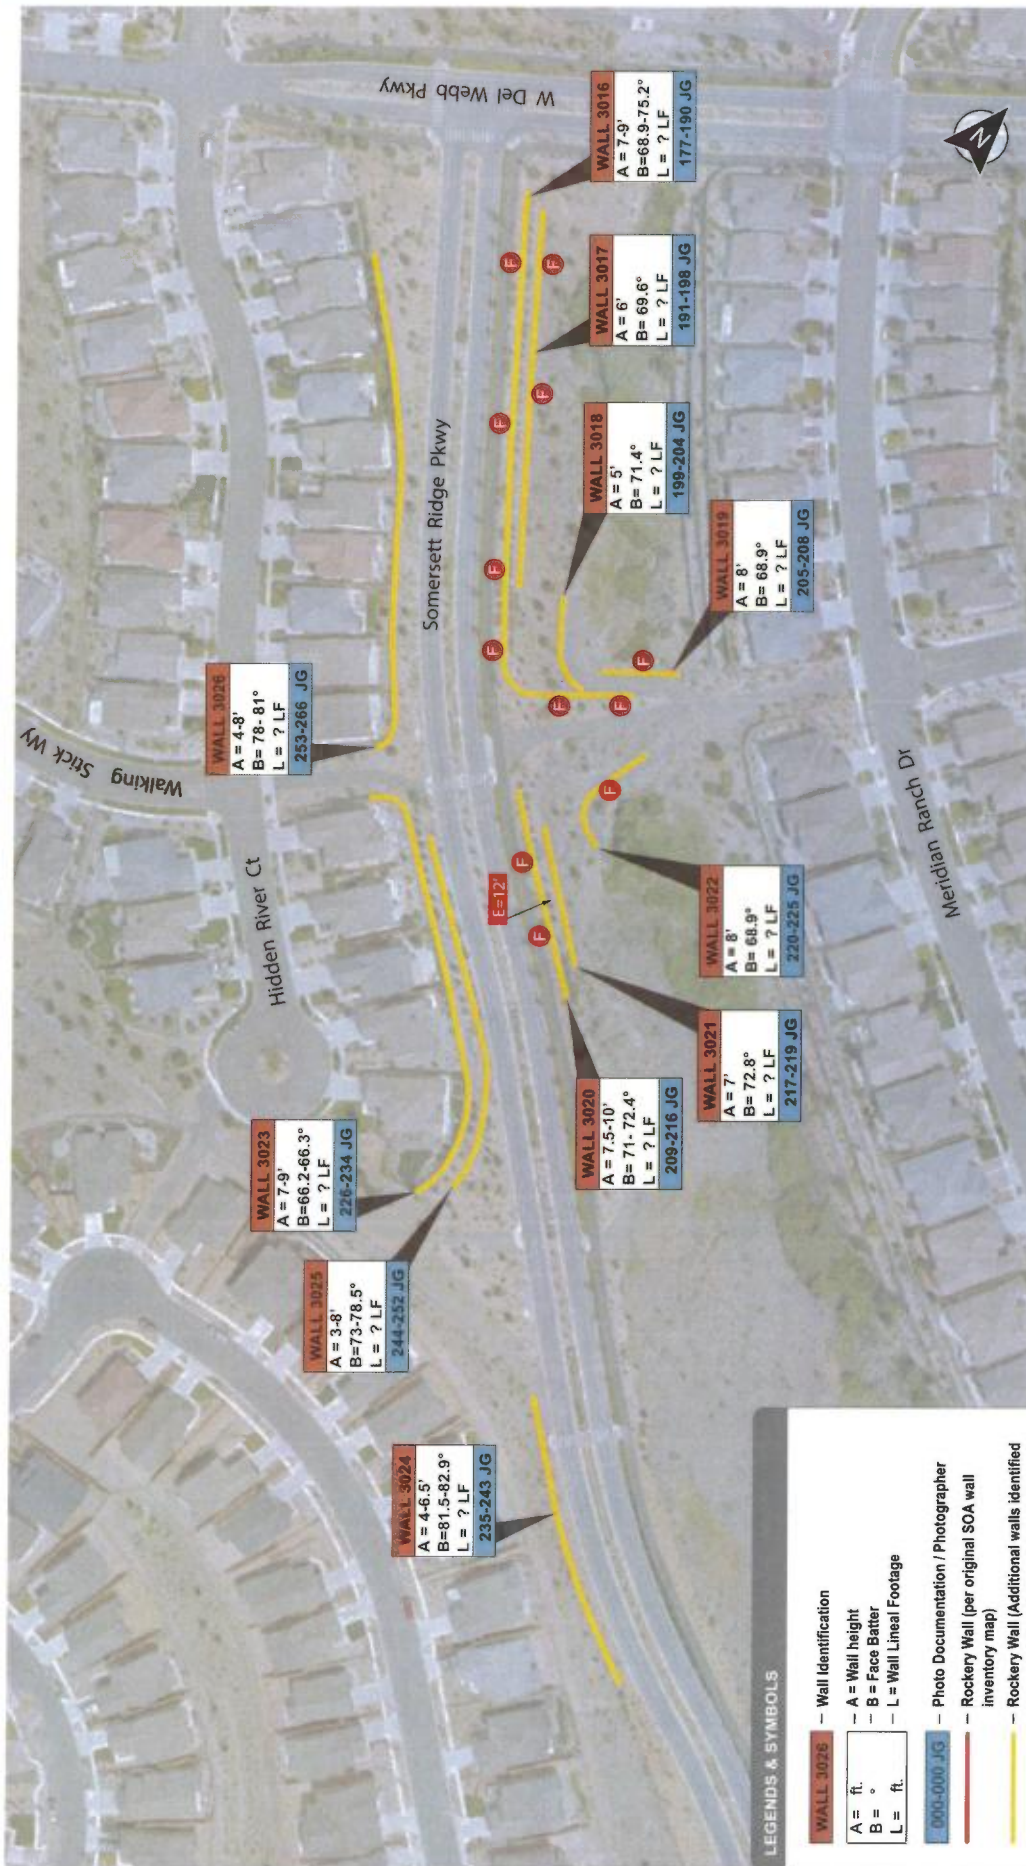 W Del Webb Pkwy
Somersett Ridge Pkwy
Walking Stick Wy
Hidden River Ct
Meridian Ranch Dr
N
WALL 3016
A = 7-9'
B=68.9-75.2°
L = ? LF
177-190 JG
WALL 3017
A = 6'
B= 69.6°
L = ? LF
191-198 JG
WALL 3018
A = 5'
B= 71.4°
L = ? LF
199-204 JG
WALL 3019
A = 8'
B= 68.9°
L = ? LF
205-208 JG
WALL 3026
A = 4-8'
B= 78- 81°
L = ? LF
253-266 JG
WALL 3022
A = 8'
B= 68.9°
L = ? LF
220-225 JG
WALL 3021
A = 7'
B= 72.8°
L = ? LF
217-219 JG
WALL 3020
A = 7.5-10'
B= 71- 72.4°
L = ? LF
209-216 JG
WALL 3023
A = 7-9'
B=66.2-66.3°
L = ? LF
226-234 JG
WALL 3025
A = 3-8'
B=73-78.5°
L = ? LF
244-252 JG
WALL 3024
A = 4-6.5'
B=81.5-82.9°
L = ? LF
235-243 JG
E=12'
F
F
F
F
F
F
F
F
F
F
F
F
F
LEGENDS & SYMBOLS
WALL 3026 – Wall Identification
A = ft. – A = Wall height
B = ° – B = Face Batter
L = ft. – L = Wall Lineal Footage
000-000 JG – Photo Documentation / Photographer
– Rockery Wall (per original SOA wall
inventory map)
– Rockery Wall (Additional walls identified